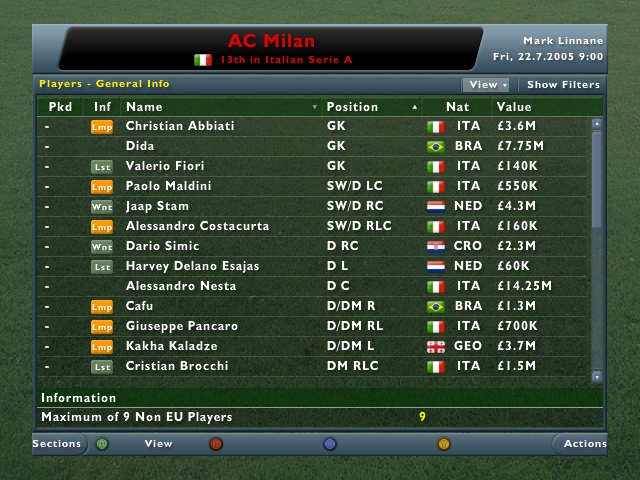 AC Milan
13th in Italian Serie A
Mark Linnane
Fri, 22.7.2005 9:00
Players - General Info View Show Filters
Pkd Inf Name Position Nat Value
- Lmp Christian Abbiati GK ITA £3.6M
- Dida GK BRA £7.75M
- Lst Valerio Fiori GK ITA £140K
- Lmp Paolo Maldini SW/D LC ITA £550K
- Wnt Jaap Stam SW/D RC NED £4.3M
- Lmp Alessandro Costacurta SW/D RLC ITA £160K
- Wnt Dario Simic D RC CRO £2.3M
- Lst Harvey Delano Esajas D L NED £60K
- Alessandro Nesta D C ITA £14.25M
- Lmp Cafu D/DM R BRA £1.3M
- Lmp Giuseppe Pancaro D/DM RL ITA £700K
- Lmp Kakha Kaladze D/DM L GEO £3.7M
- Lst Cristian Brocchi DM RLC ITA £1.5M
Information
Maximum of 9 Non EU Players 9
Sections View Actions